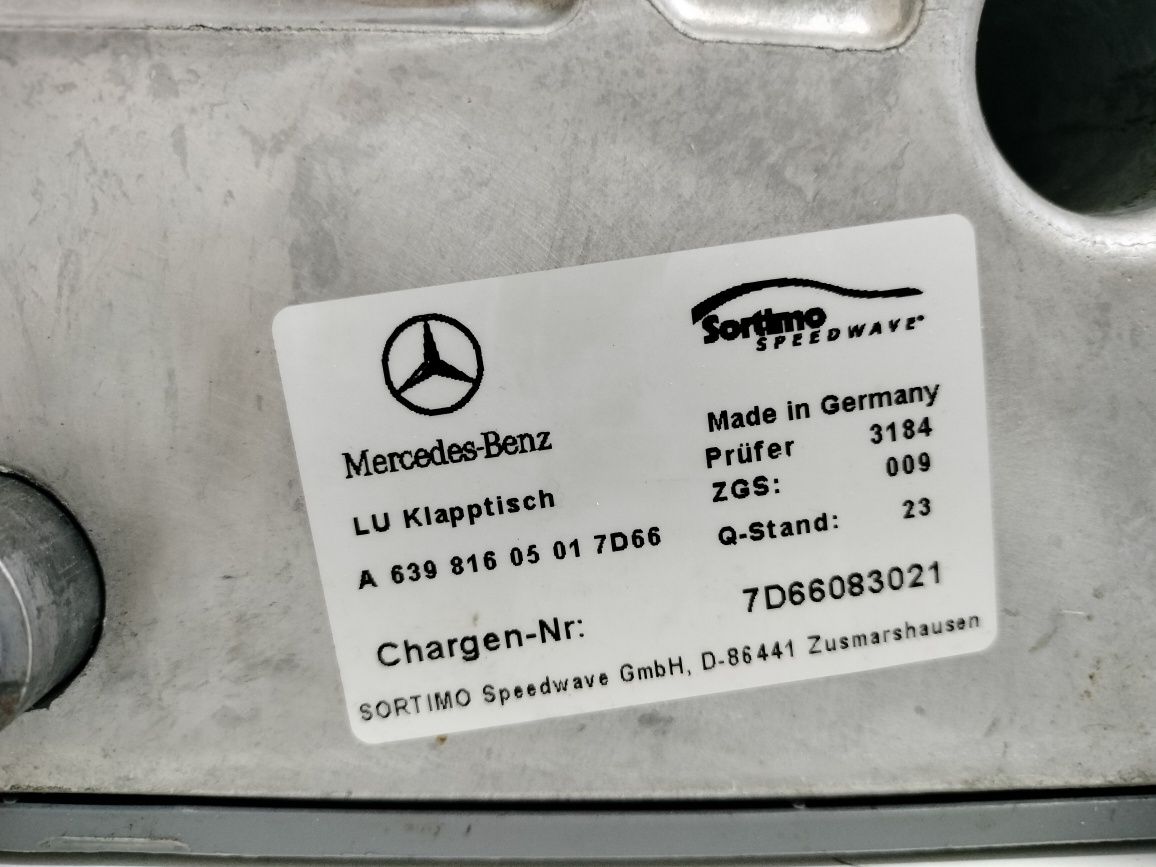 Mercedes-Benz
LU Klapptisch
A 639 816 05 01 7D66
Sortimo
SPEEDWAVE
Made in Germany
Prüfer 3184
ZGS: 009
Q-Stand: 23
Chargen-Nr: 7D66083021
SORTIMO Speedwave GmbH, D-86441 Zusmarshausen